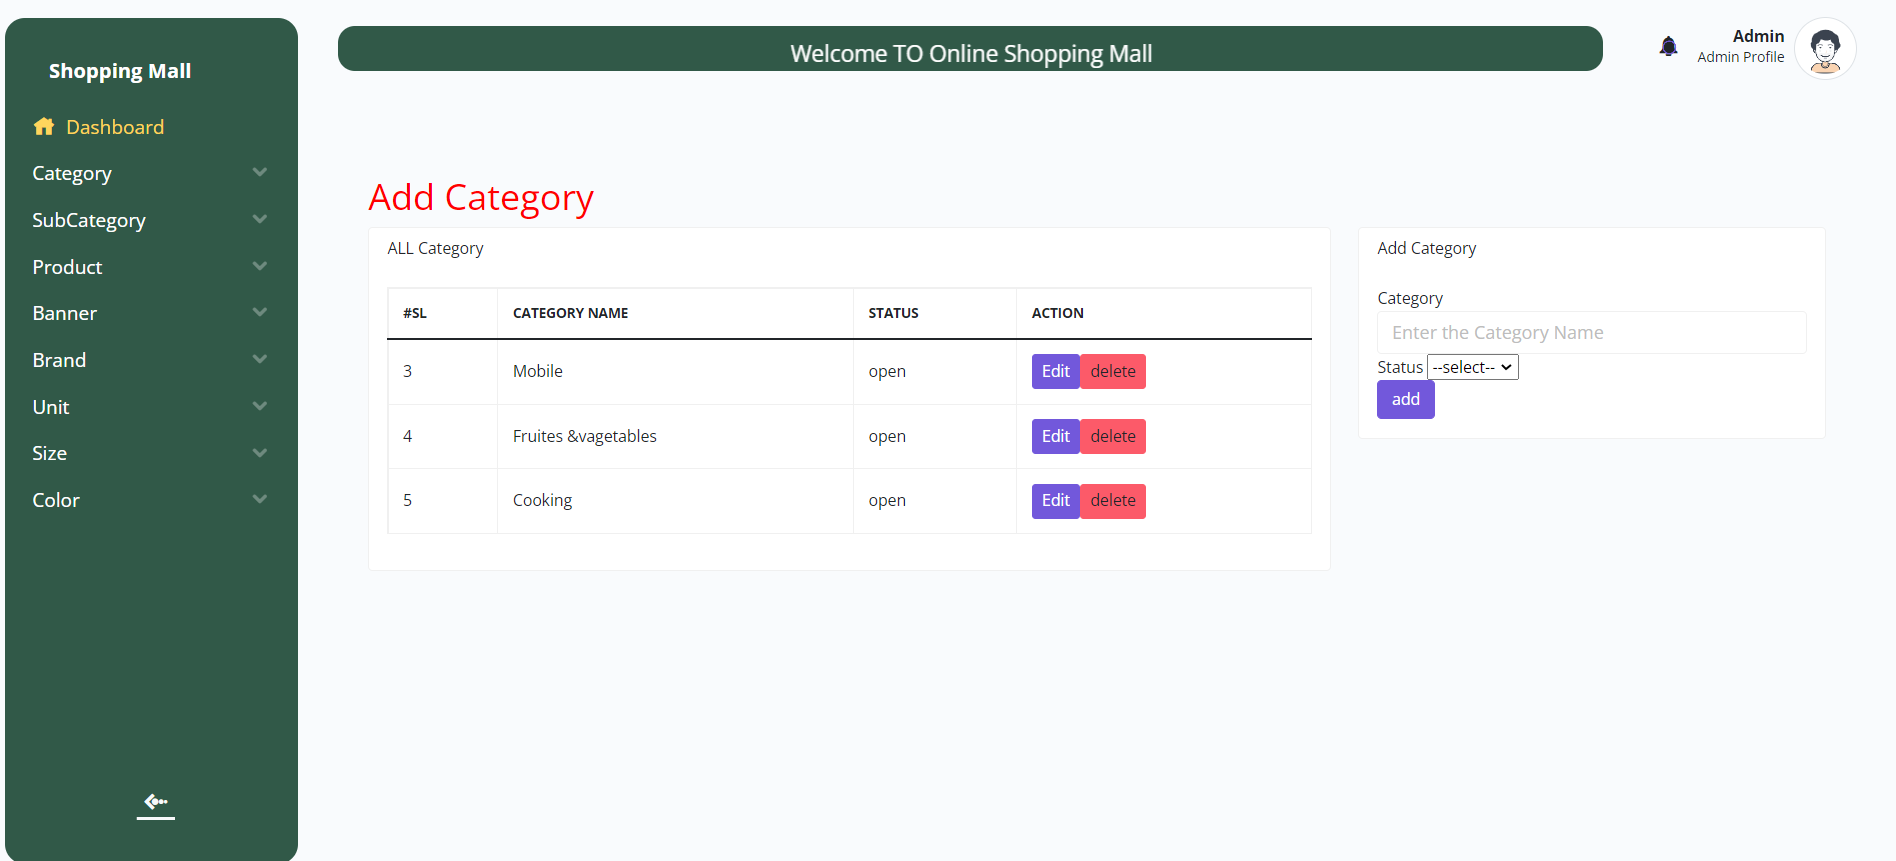 Shopping Mall
Dashboard
Category
SubCategory
Product
Banner
Brand
Unit
Size
Color
Welcome TO Online Shopping Mall
Admin
Admin Profile
Add Category
ALL Category
#SL CATEGORY NAME STATUS ACTION
3 Mobile open Edit delete
4 Fruites &vagetables open Edit delete
5 Cooking open Edit delete
Add Category
Category
Enter the Category Name
Status --select--
add